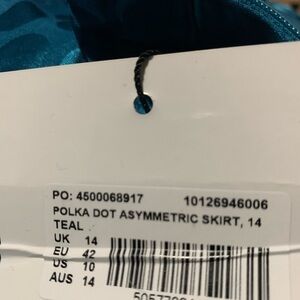 PO: 4500068917 10126946006
POLKA DOT ASYMMETRIC SKIRT, 14
TEAL
UK 14
EU 42
US 10
AUS 14